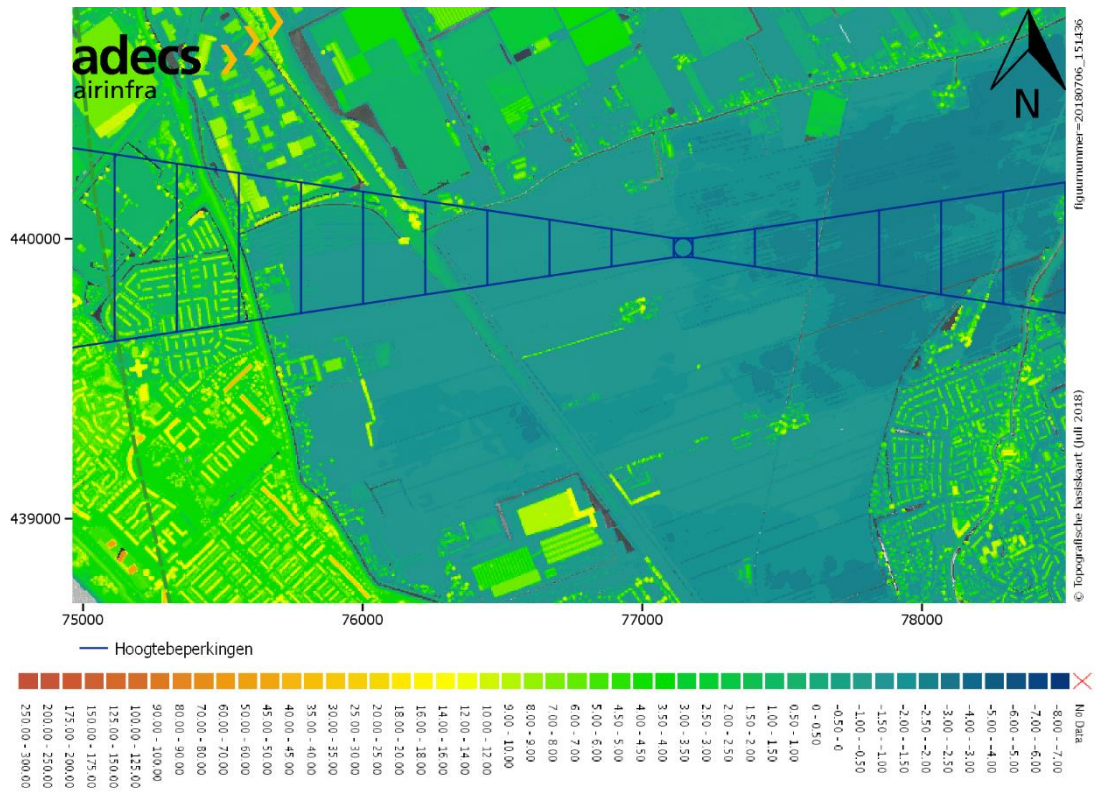 adecs
airinfra
N
figuurnummer=20180706_151436
440000
439000
© Topografische basiskaart (Juli 2018)
75000
76000
77000
78000
Hoogtebeperkingen
250.00 - 300.00
200.00 - 250.00
175.00 - 200.00
150.00 - 175.00
125.00 - 150.00
100.00 - 125.00
90.00 - 100.00
80.00 - 90.00
70.00 - 80.00
60.00 - 70.00
50.00 - 60.00
45.00 - 50.00
40.00 - 45.00
35.00 - 40.00
30.00 - 35.00
25.00 - 30.00
20.00 - 25.00
18.00 - 20.00
16.00 - 18.00
14.00 - 16.00
12.00 - 14.00
10.00 - 12.00
9.00 - 10.00
8.00 - 9.00
7.00 - 8.00
6.00 - 7.00
5.00 - 6.00
4.50 - 5.00
4.00 - 4.50
3.50 - 4.00
3.00 - 3.50
2.50 - 3.00
2.00 - 2.50
1.50 - 2.00
1.00 - 1.50
0.50 - 1.00
0 - 0.50
-0.50 - 0
-1.00 - -0.50
-1.50 - -1.00
-2.00 - -1.50
-2.50 - -2.00
-3.00 - -2.50
-4.00 - -3.00
-5.00 - -4.00
-6.00 - -5.00
-7.00 - -6.00
-8.00 - -7.00
No Data